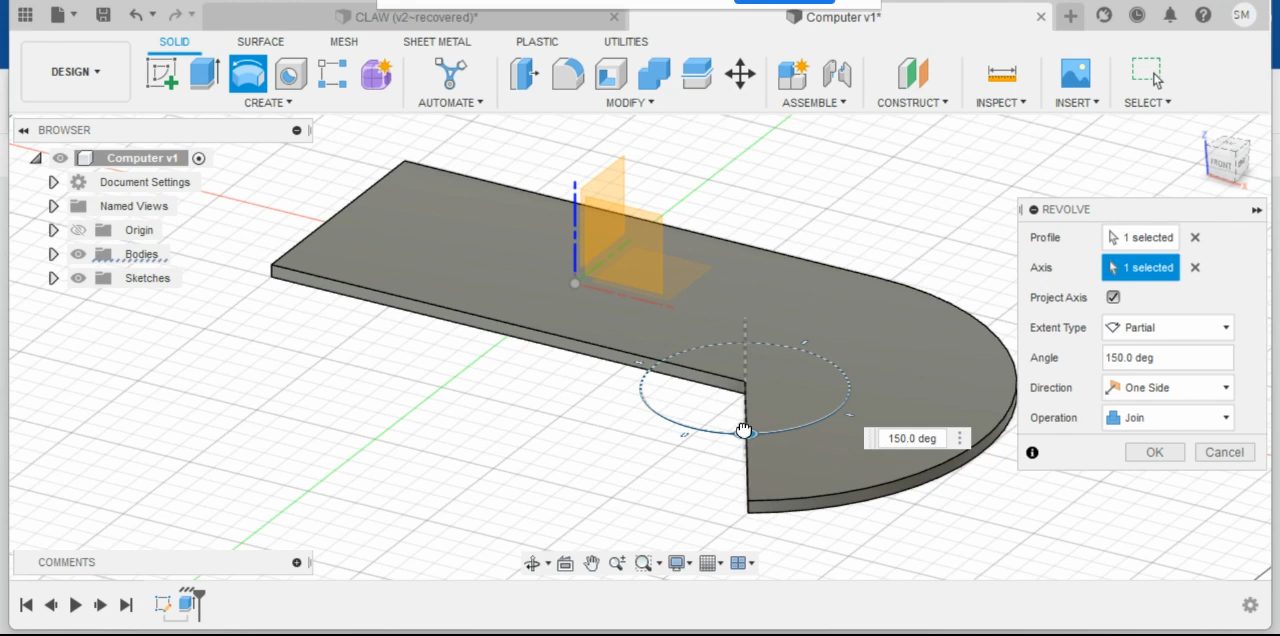 CLAW (v2~recovered)*
Computer v1*
SM
DESIGN
SOLID SURFACE MESH SHEET METAL PLASTIC UTILITIES
CREATE AUTOMATE MODIFY ASSEMBLE CONSTRUCT INSPECT INSERT SELECT
BROWSER
Computer v1
Document Settings
Named Views
Origin
Bodies
Sketches
Z
FRONT
X
REVOLVE
Profile 1 selected
Axis 1 selected
Project Axis
Extent Type Partial
Angle 150.0 deg
Direction One Side
Operation Join
OK Cancel
150.0 deg
COMMENTS